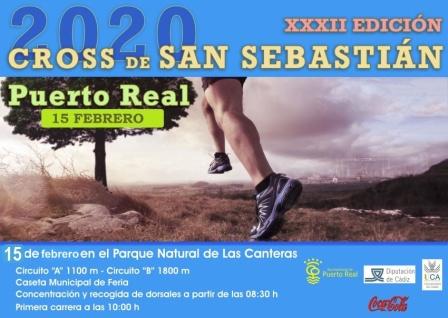 2020
XXXII EDICIÓN
CROSS DE SAN SEBASTIÁN
Puerto Real
15 FEBRERO
15 de febrero en el Parque Natural de Las Canteras
Circuito "A" 1100 m - Circuito "B" 1800 m
Caseta Municipal de Feria
Concentración y recogida de dorsales a partir de las 08:30 h
Primera carrera a las 10:00 h
Puerto Real
Diputación
de Cádiz
UCA
Coca-Cola